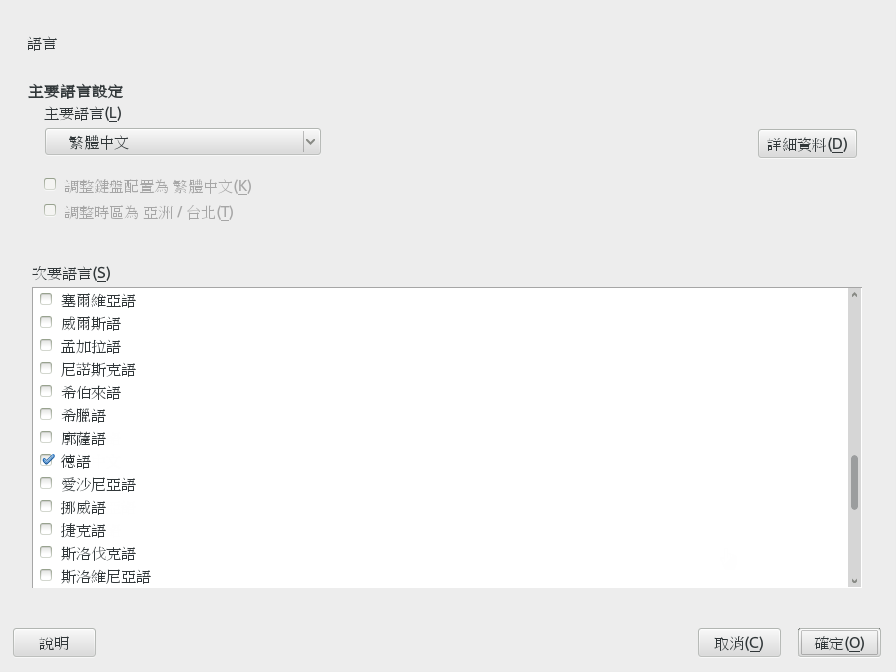 語言
主要語言設定
主要語言(L)
繁體中文
詳細資料(D)
調整鍵盤配置為 繁體中文(K)
調整時區為 亞洲 / 台北(T)
次要語言(S)
塞爾維亞語
威爾斯語
孟加拉語
尼諾斯克語
希伯來語
希臘語
廓薩語
德語
愛沙尼亞語
挪威語
捷克語
斯洛伐克語
斯洛維尼亞語
說明
取消(C)
確定(O)